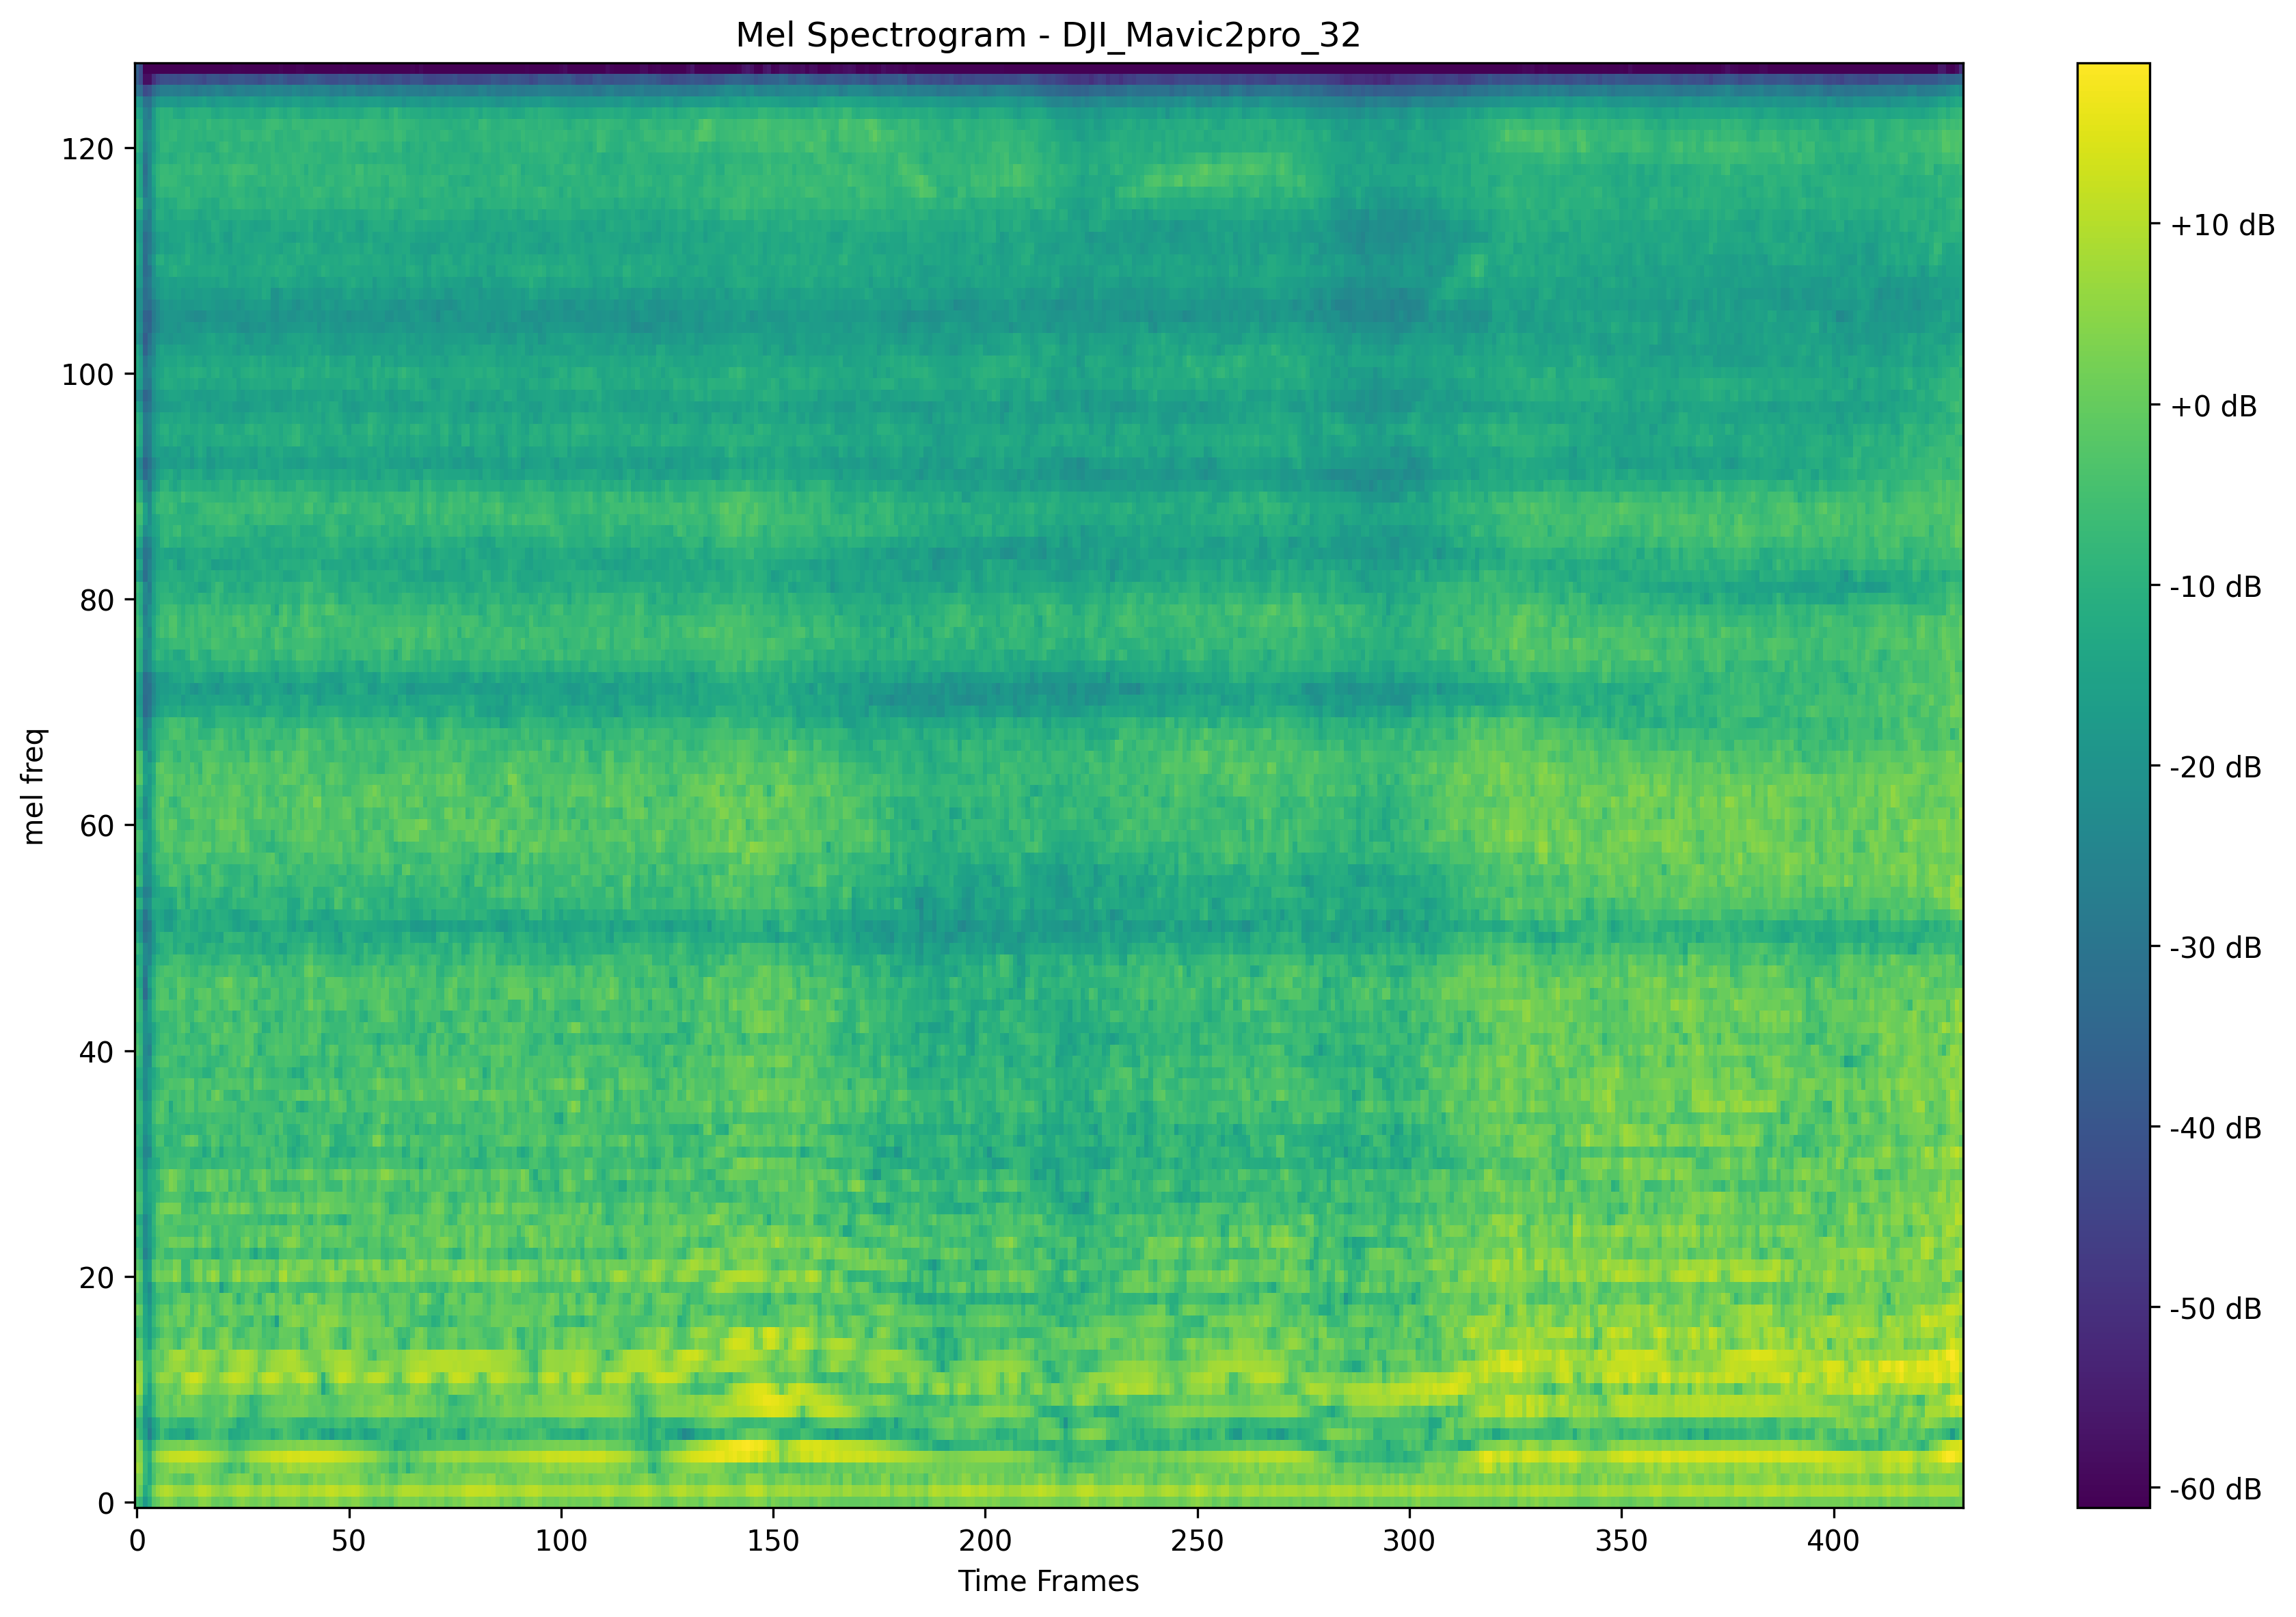 Mel Spectrogram - DJI_Mavic2pro_32
mel freq
120
100
80
60
40
20
0
0 50 100 150 200 250 300 350 400
Time Frames
+10 dB
+0 dB
-10 dB
-20 dB
-30 dB
-40 dB
-50 dB
-60 dB